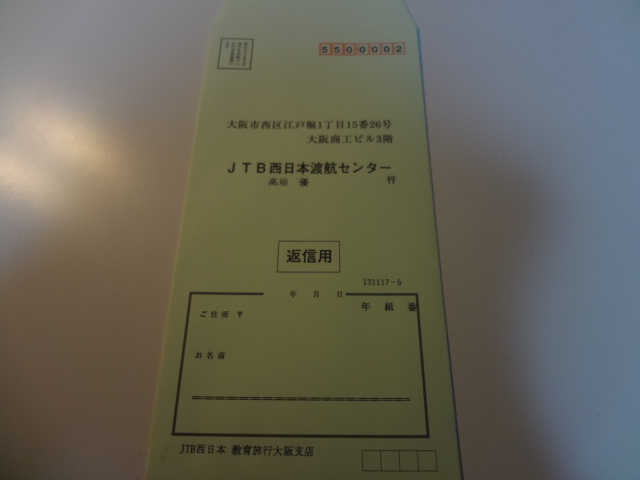 5500002
大阪市西区江戸堀1丁目15番26号
大阪商工ビル3階
JTB西日本渡航センター
高垣 優 行
返信用
131117-5
年 月 日
年 組 番
ご住所 〒
お名前
JTB西日本 教育旅行大阪支店